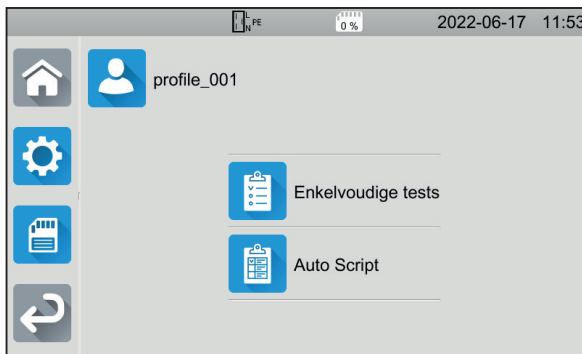 L
N PE 0 % 2022-06-17 11:53
profile_001
Enkelvoudige tests
Auto Script